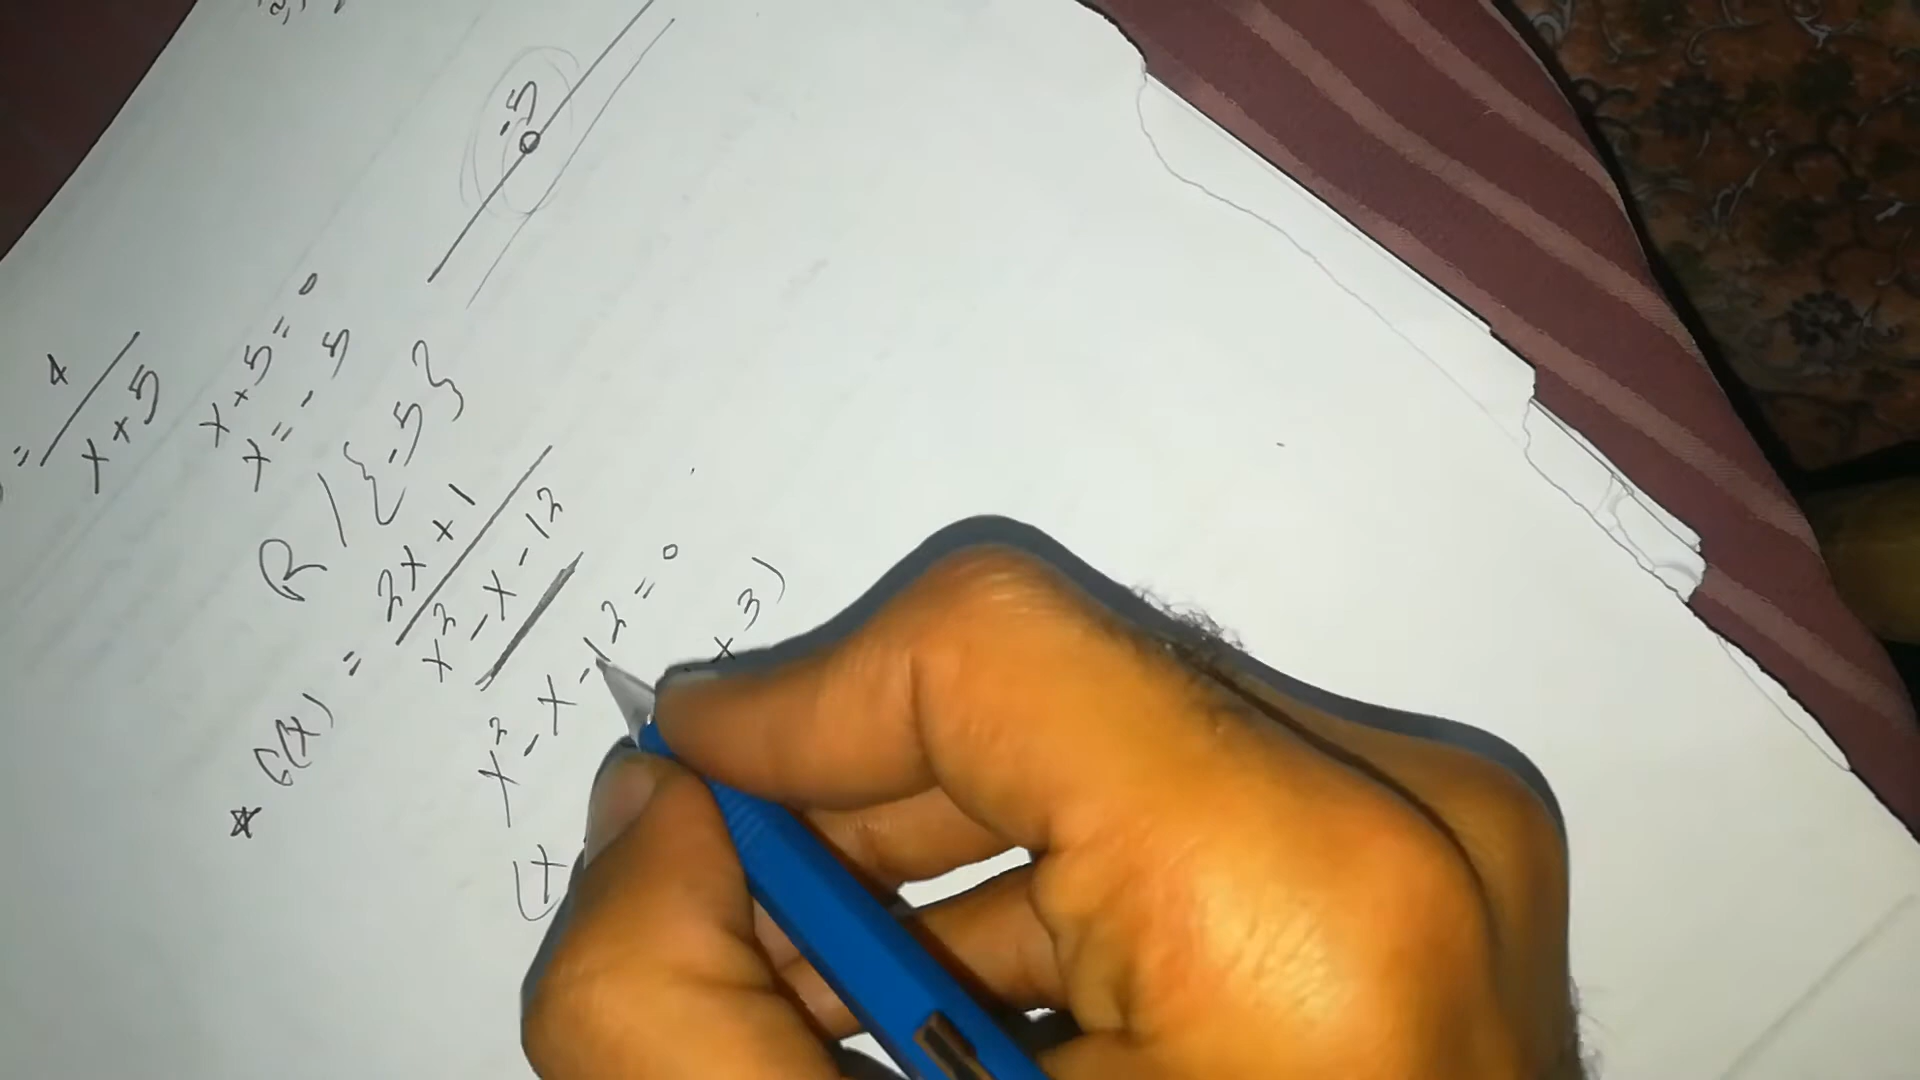 = 4 / x + 5
x + 5 = 0
x = - 5
R / { -5 }
-5
* G(x) = 2x + 1 / x² - x - 12
x² - x - 12 = 0
(x + 3)